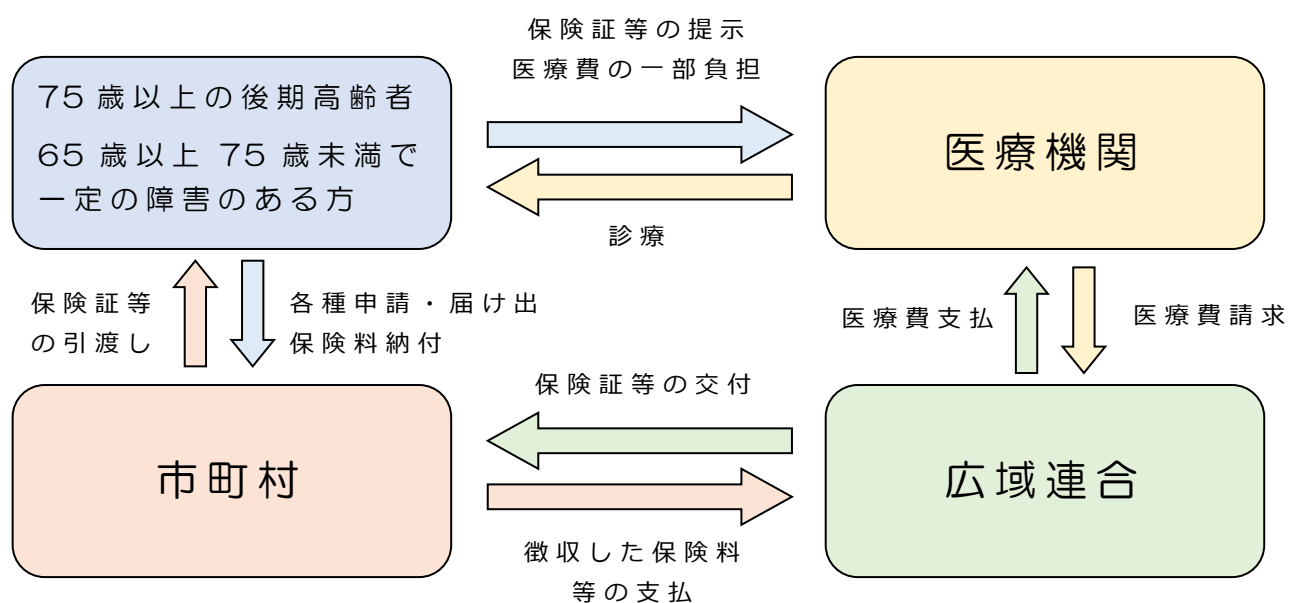 保険証等の提示
医療費の一部負担
75歳以上の後期高齢者
65歳以上 75歳未満で
一定の障害のある方
医療機関
診療
保険証等
の引渡し
各種申請・届け出
保険料納付
医療費支払
医療費請求
保険証等の交付
市町村
広域連合
徴収した保険料
等の支払